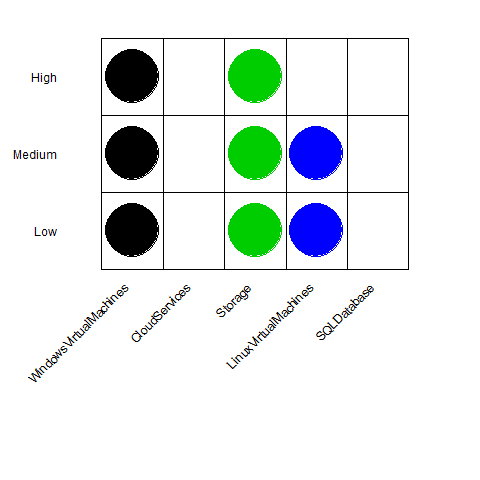 High
Medium
Low
WindowsVirtualMachines
CloudServices
Storage
LinuxVirtualMachines
SQLDatabase